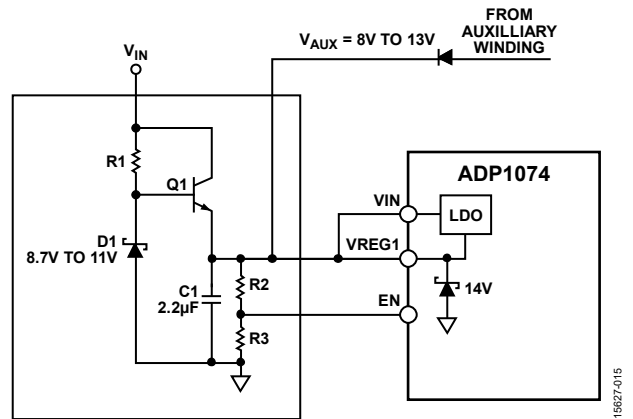 FROM
AUXILLIARY
WINDING
VAUX = 8V TO 13V
VIN
R1
Q1
D1
8.7V TO 11V
C1
2.2µF
R2
R3
ADP1074
VIN
LDO
VREG1
14V
EN
15627-015